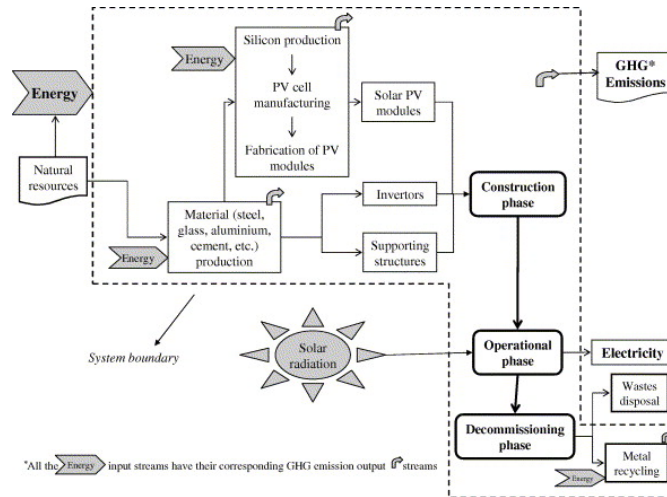 Silicon production
Energy
PV cell
manufacturing
Fabrication of PV
modules
Solar PV
modules
GHG*
Emissions
Energy
Natural
resources
Material (steel,
glass, aluminium,
cement, etc.)
production
Energy
Invertors
Supporting
structures
Construction
phase
System boundary
Solar
radiation
Operational
phase
Electricity
Decommissioning
phase
Wastes
disposal
Metal
recycling
Energy
*All the Energy input streams have their corresponding GHG emission output streams